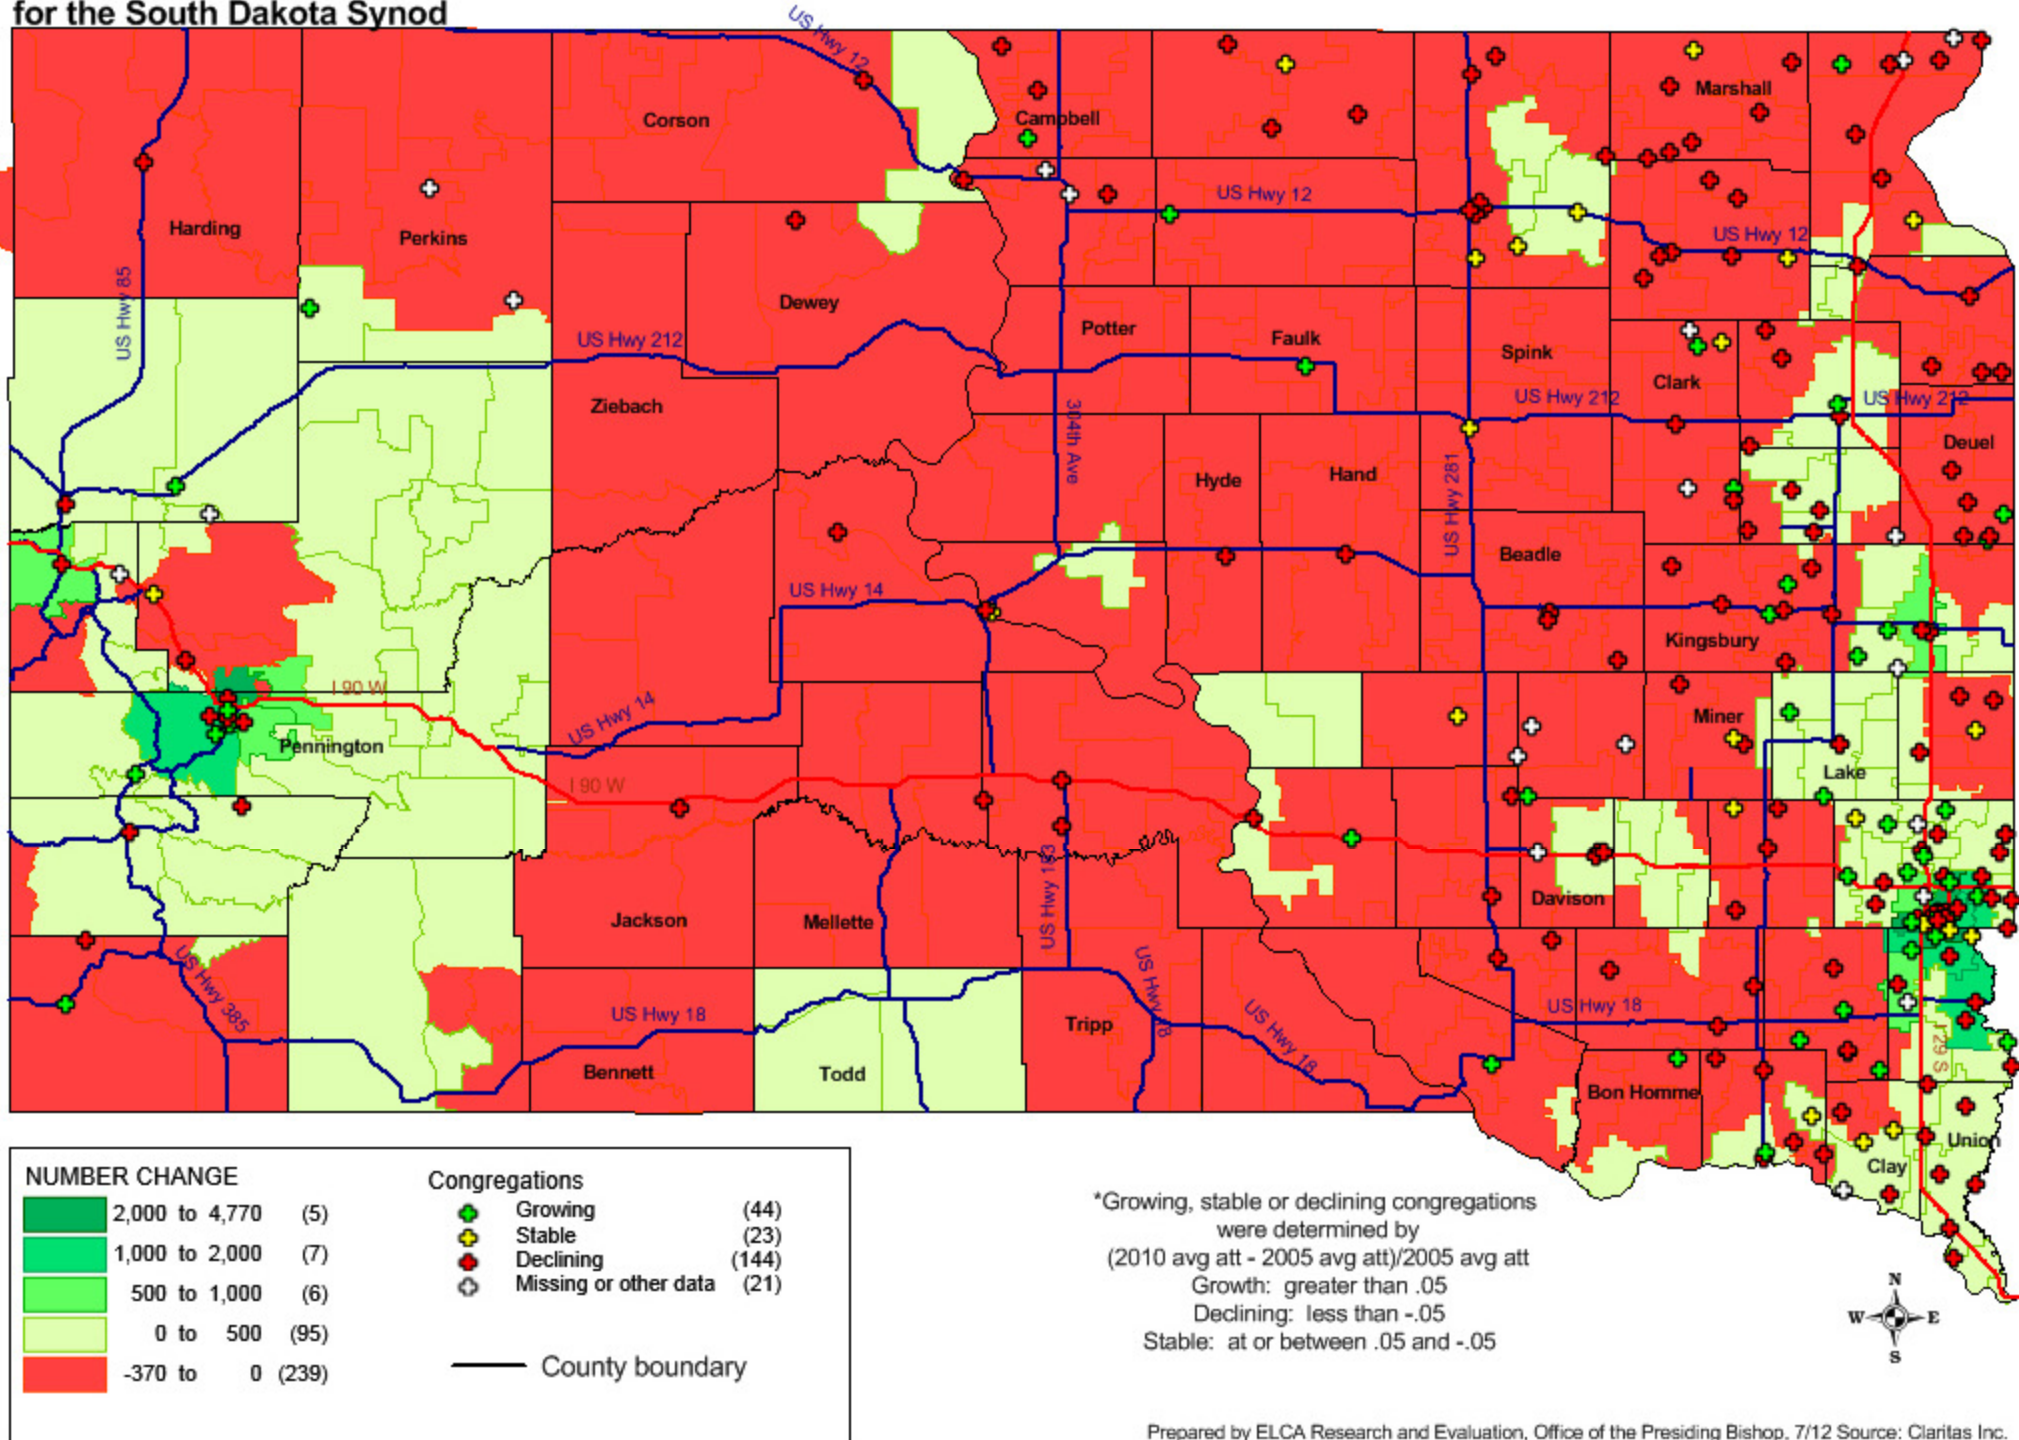 for the South Dakota Synod
US Hwy 12
Corson
Campbell
Marshall
US Hwy 12
Harding
Perkins
US Hwy 12
US Hwy 85
Dewey
Potter
Faulk
Spink
US Hwy 212
Clark
Ziebach
US Hwy 212
US Hwy 212
304th Ave
Deuel
Hyde
Hand
US Hwy 281
Beadle
US Hwy 14
Kingsbury
I 90 W
US Hwy 14
Pennington
Miner
Lake
I 90 W
US Hwy 183
Davison
Jackson
Mellette
US Hwy 385
US Hwy 18
US Hwy 18
US Hwy 18
US Hwy 18
Tripp
I 29 S
Bennett
Todd
Bon Homme
Union
Clay
NUMBER CHANGE
2,000 to 4,770 (5)
1,000 to 2,000 (7)
500 to 1,000 (6)
0 to 500 (95)
-370 to 0 (239)
Congregations
Growing (44)
Stable (23)
Declining (144)
Missing or other data (21)
County boundary
*Growing, stable or declining congregations
were determined by
(2010 avg att - 2005 avg att)/2005 avg att
Growth: greater than .05
Declining: less than -.05
Stable: at or between .05 and -.05
N
W E
S
Prepared by ELCA Research and Evaluation, Office of the Presiding Bishop, 7/12 Source: Claritas Inc.